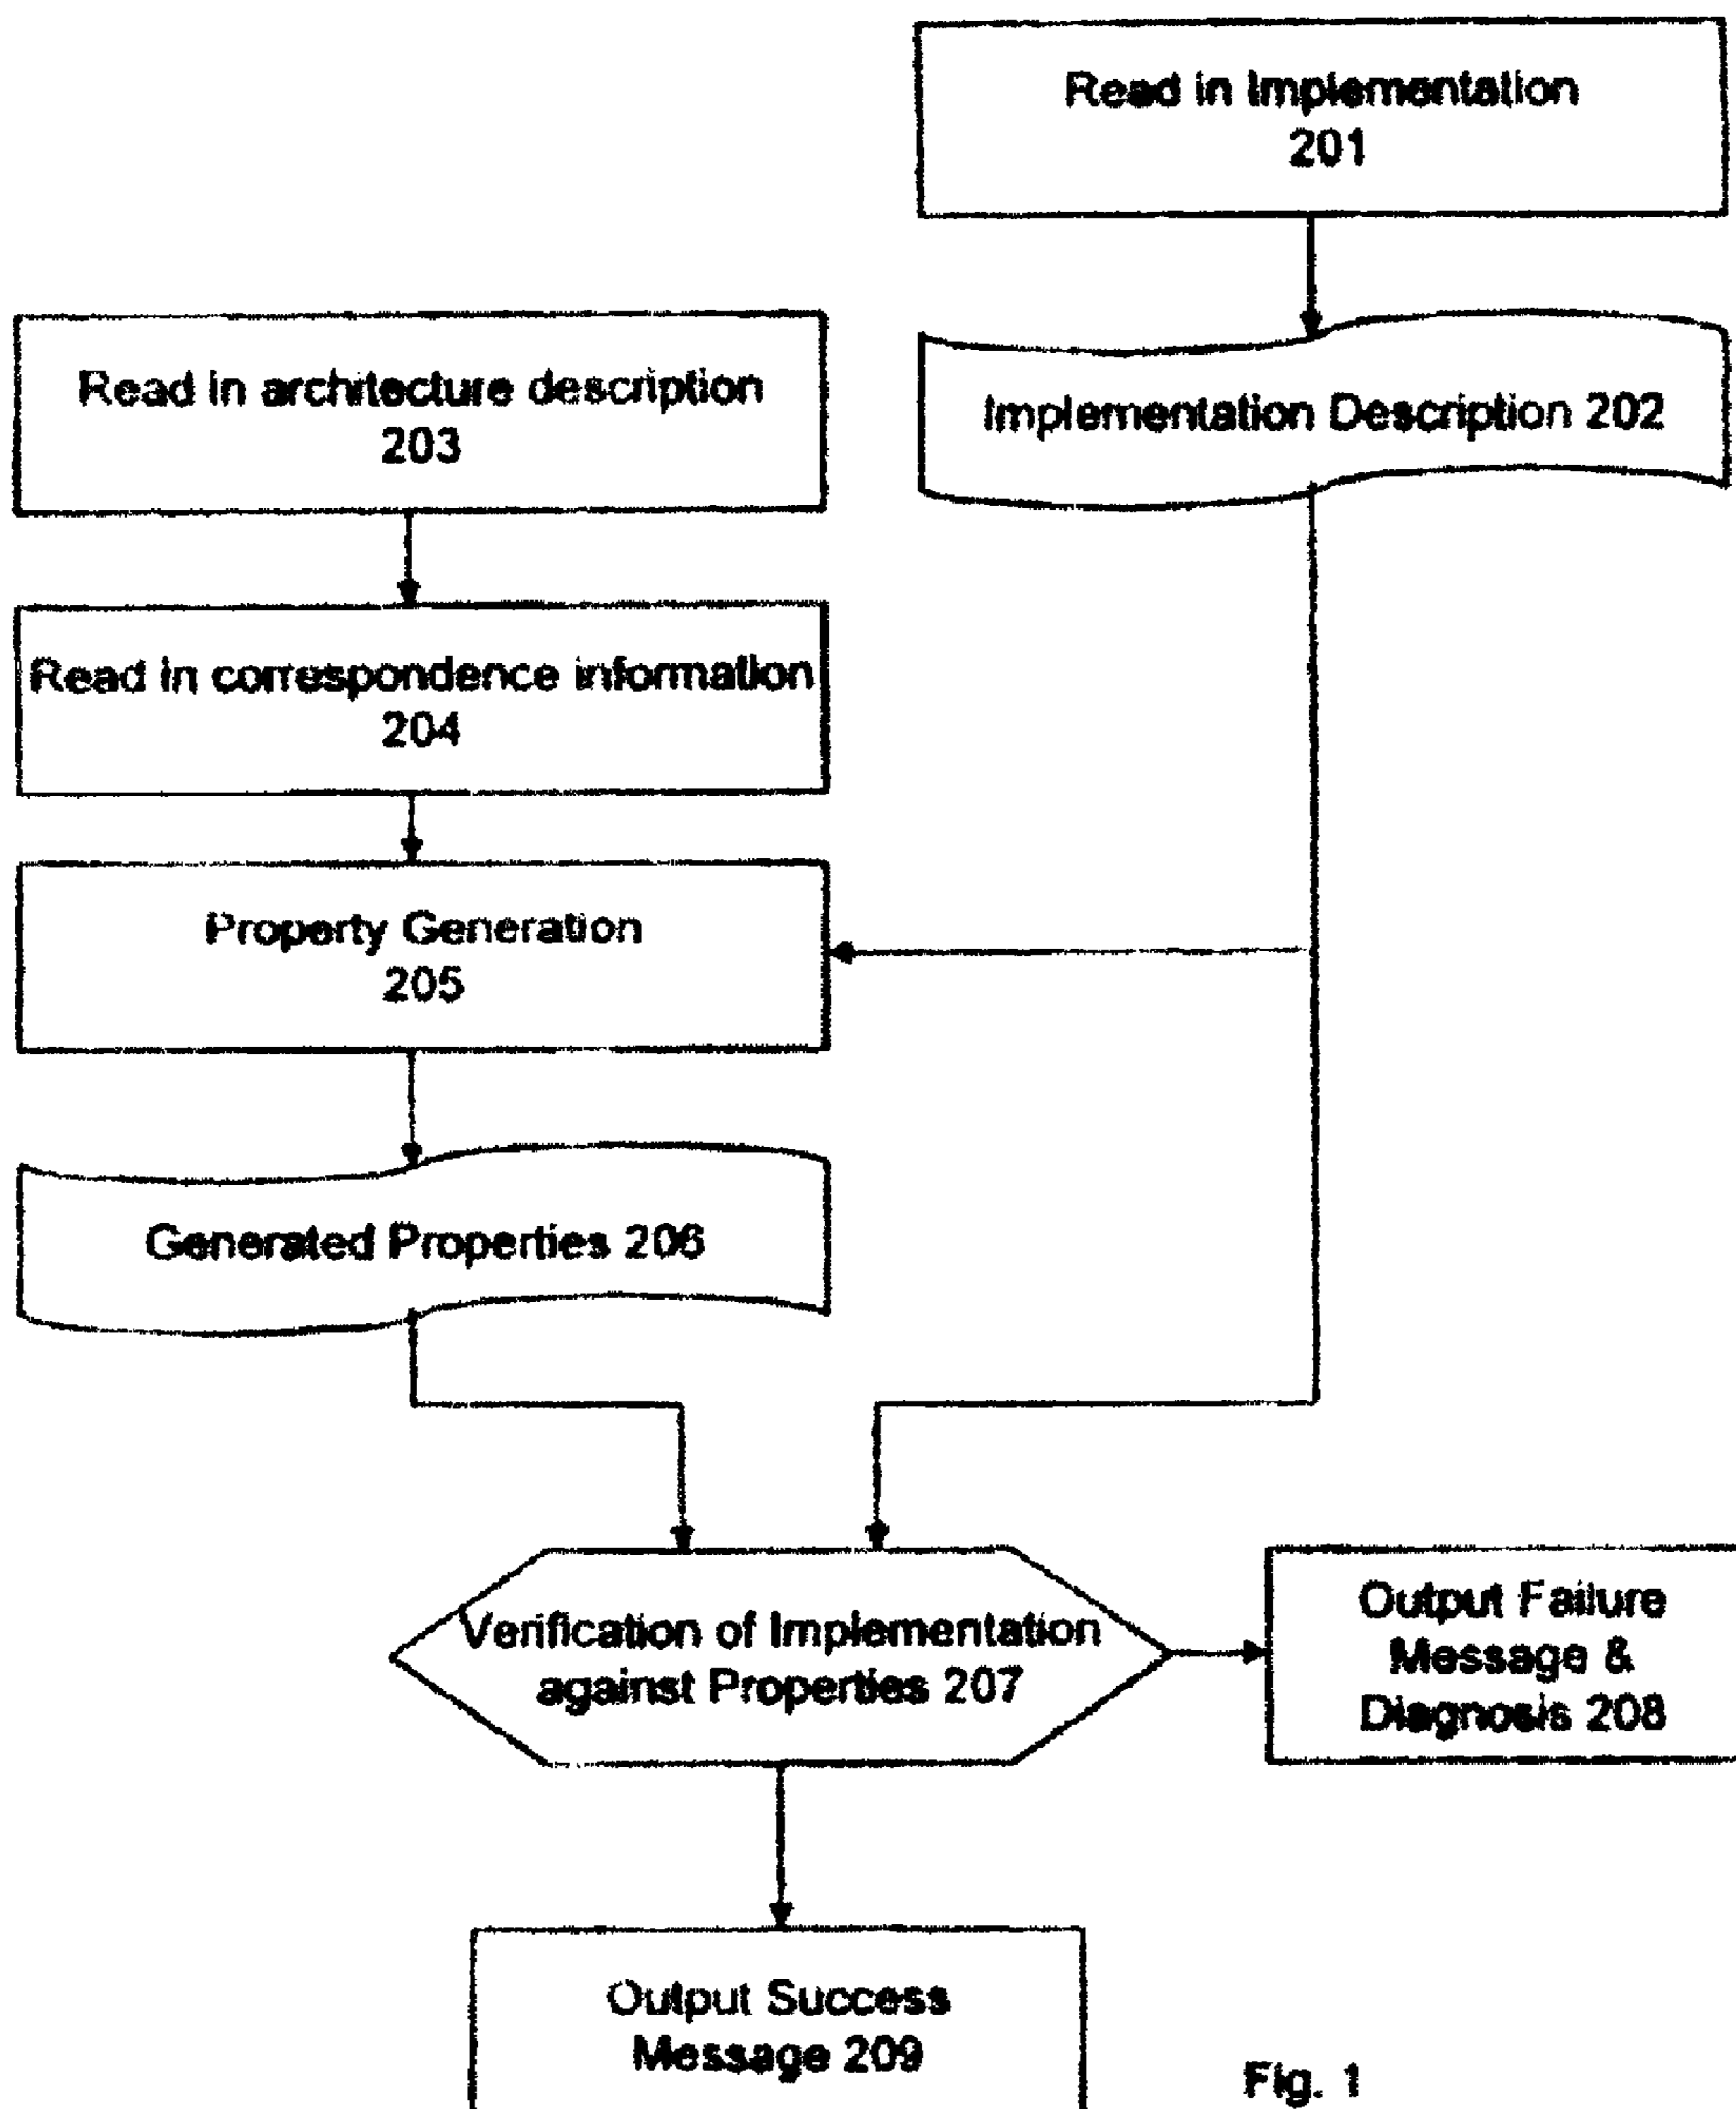 Read in Implementation
201
Implementation Description 202
Read in architecture description
203
Read in correspondence information
204
Property Generation
205
Generated Properties 206
Verification of Implementation
against Properties 207
Output Failure
Message &
Diagnosis 208
Output Success
Message 209
Fig. 1